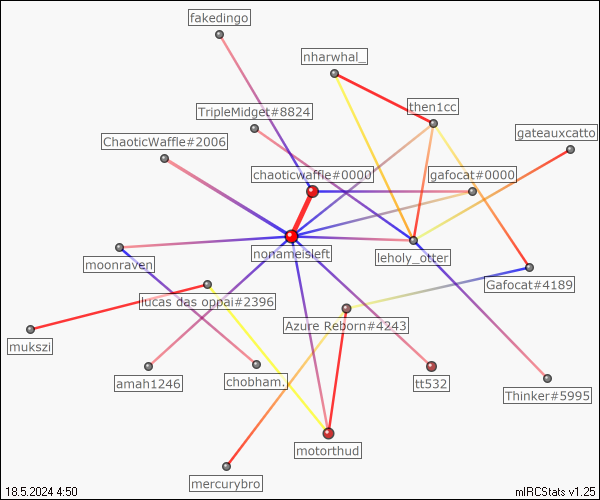 fakedingo
nharwhal_
then1cc
TripleMidget#8824
gateauxcatto
ChaoticWaffle#2006
chaoticwaffle#0000
gafocat#0000
nonameisleft
leholy_otter
moonraven
Gafocat#4189
lucas das oppai#2396
Azure Reborn#4243
mukszi
amah1246
chobham.
tt532
Thinker#5995
motorthud
mercurybro
18.5.2024 4:50
mIRCStats v1.25